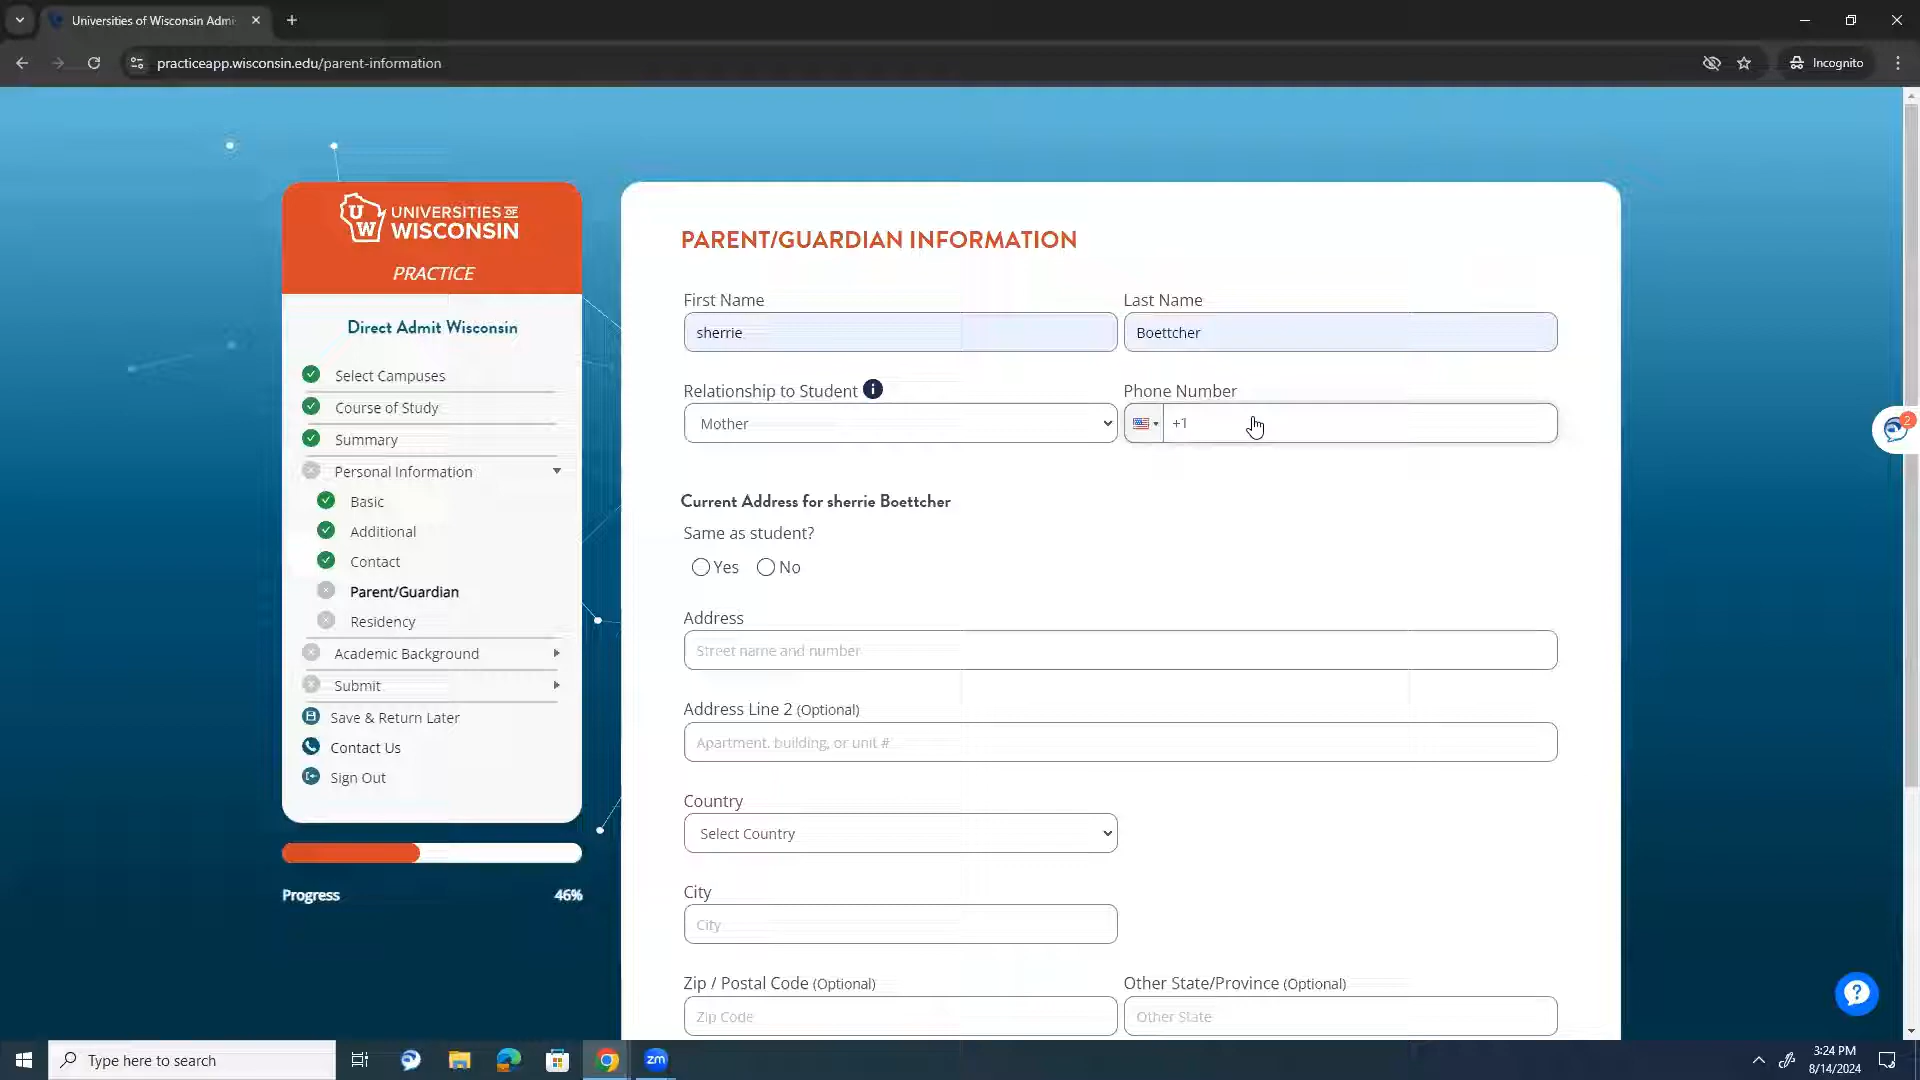 Universities of Wisconsin Admi
practiceapp.wisconsin.edu/parent-information
Incognito
UW
UNIVERSITIES OF
WISCONSIN
PRACTICE
Direct Admit Wisconsin
Select Campuses
Course of Study
Summary
Personal Information
Basic
Additional
Contact
Parent/Guardian
Residency
Academic Background
Submit
Save & Return Later
Contact Us
Sign Out
Progress 46%
PARENT/GUARDIAN INFORMATION
First Name Last Name
sherrie Boettcher
Relationship to Student i Phone Number
Mother +1
Current Address for sherrie Boettcher
Same as student?
Yes No
Address
Street name and number
Address Line 2 (Optional)
Apartment, building, or unit #
Country
Select Country
City
City
Zip / Postal Code (Optional) Other State/Province (Optional)
Zip Code Other State
2
?
Type here to search
zm
3:24 PM
8/14/2024